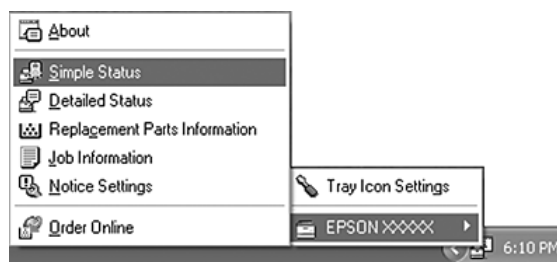 About
Simple Status
Detailed Status
Replacement Parts Information
Job Information
Notice Settings
Order Online
Tray Icon Settings
EPSON XXXXX
6:10 PM